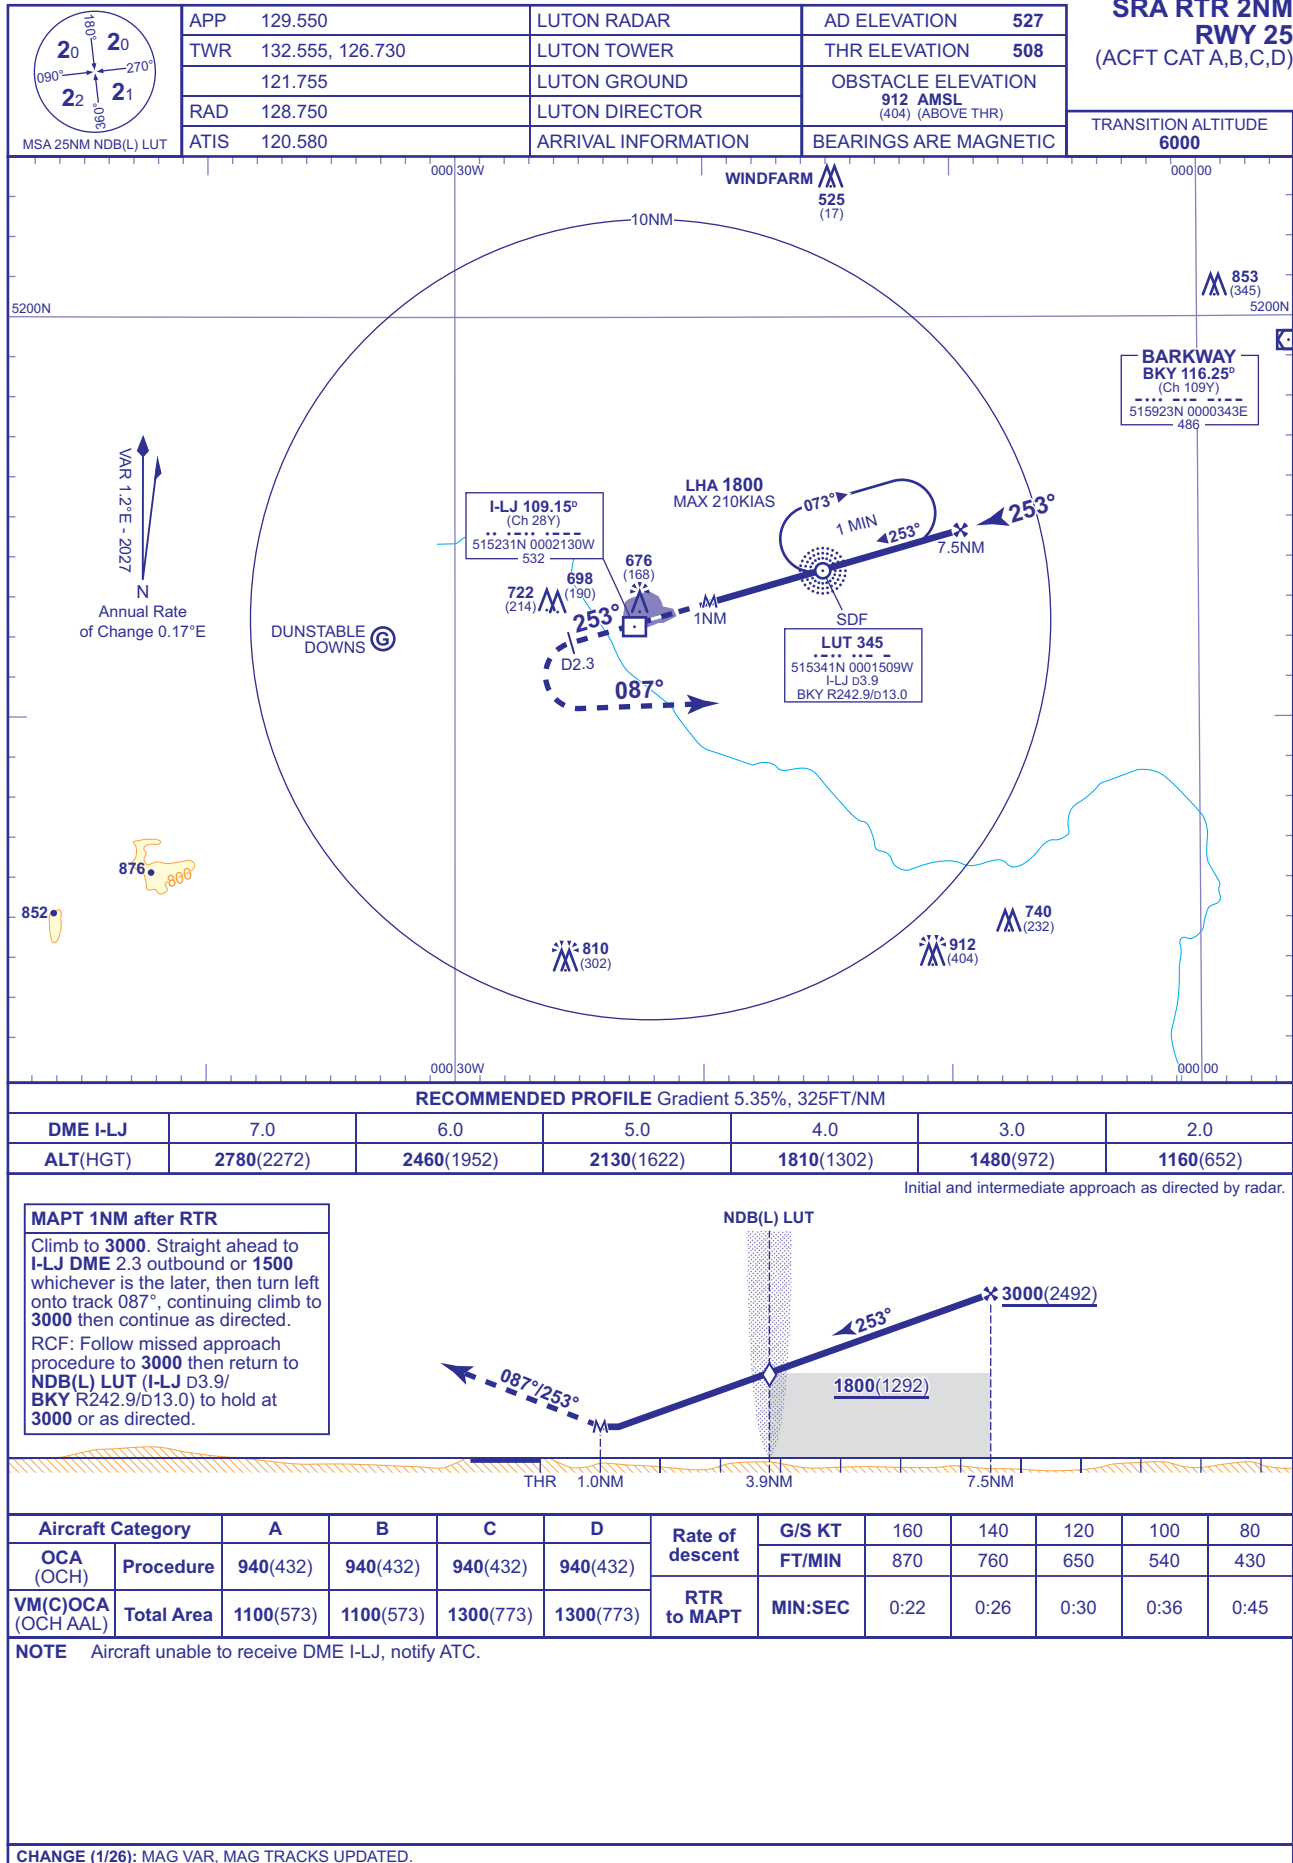 180°
20
20
090°
270°
22
21
360°
MSA 25NM NDB(L) LUT
APP 129.550 LUTON RADAR
TWR 132.555, 126.730 LUTON TOWER
121.755 LUTON GROUND
RAD 128.750 LUTON DIRECTOR
ATIS 120.580 ARRIVAL INFORMATION
AD ELEVATION 527
THR ELEVATION 508
OBSTACLE ELEVATION
912 AMSL
(404) (ABOVE THR)
BEARINGS ARE MAGNETIC
SRA RTR 2NM
RWY 25
(ACFT CAT A,B,C,D)
TRANSITION ALTITUDE
6000
000 30W
000 00
WINDFARM
525
(17)
10NM
853
(345)
5200N
5200N
BARKWAY
BKY 116.25ᴰ
(Ch 109Y)
515923N 0000343E
486
VAR 1.2°E - 2027
N
Annual Rate
of Change 0.17°E
LHA 1800
MAX 210KIAS
073°
1 MIN
253°
253°
7.5NM
I-LJ 109.15ᴰ
(Ch 28Y)
515231N 0002130W
532
676
(168)
698
(190)
722
(214)
253°
1NM
SDF
DUNSTABLE
DOWNS
G
D2.3
087°
LUT 345
515341N 0001509W
I-LJ D3.9
BKY R242.9/D13.0
876
800
852
810
(302)
912
(404)
740
(232)
000 30W
000 00
RECOMMENDED PROFILE Gradient 5.35%, 325FT/NM
DME I-LJ 7.0 6.0 5.0 4.0 3.0 2.0
ALT(HGT) 2780(2272) 2460(1952) 2130(1622) 1810(1302) 1480(972) 1160(652)
Initial and intermediate approach as directed by radar.
MAPT 1NM after RTR
Climb to 3000. Straight ahead to
I-LJ DME 2.3 outbound or 1500
whichever is the later, then turn left
onto track 087°, continuing climb to
3000 then continue as directed.
RCF: Follow missed approach
procedure to 3000 then return to
NDB(L) LUT (I-LJ D3.9/
BKY R242.9/D13.0) to hold at
3000 or as directed.
NDB(L) LUT
3000(2492)
253°
1800(1292)
087°/253°
THR 1.0NM 3.9NM 7.5NM
Aircraft Category A B C D
OCA
(OCH)
Procedure 940(432) 940(432) 940(432) 940(432)
VM(C)OCA
(OCH AAL)
Total Area 1100(573) 1100(573) 1300(773) 1300(773)
Rate of
descent
G/S KT 160 140 120 100 80
FT/MIN 870 760 650 540 430
RTR
to MAPT
MIN:SEC 0:22 0:26 0:30 0:36 0:45
NOTE Aircraft unable to receive DME I-LJ, notify ATC.
CHANGE (1/26): MAG VAR, MAG TRACKS UPDATED.